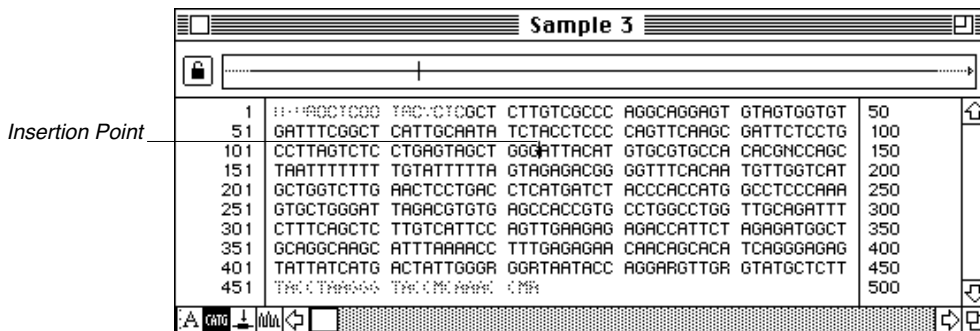 Sample 3
1 GCT CTTGTCGCCC AGGCAGGAGT GTAGTGGTGT 50
Insertion Point 51 GATTTCGGCT CATTGCAATA TCTACCTCCC CAGTTCAAGC GATTCTCCTG 100
101 CCTTAGTCTC CTGAGTAGCT GGGATTACAT GTGCGTGCCA CACGNCCAGC 150
151 TAATTTTTTT TGTATTTTTA GTAGAGACGG GGTTTCACAA TGTTGGTCAT 200
201 GCTGGTCTTG AACTCCTGAC CTCATGATCT ACCCACCATG GCCTCCCAAA 250
251 GTGCTGGGAT TAGACGTGTG AGCCACCGTG CCTGGCCTGG TTGCAGATTT 300
301 CTTTCAGCTC TTGTCATTCC AGTTGAAGAG AGACCATTCT AGAGATGGCT 350
351 GCAGGCAAGC ATTTAAAACC TTTGAGAGAA CAACAGCACA TCAGGGAGAG 400
401 TATTATCATG ACTATTGGGR GGRTAATACC AGGARGTTGR GTATGCTCTT 450
451 CMA 500
A CATG